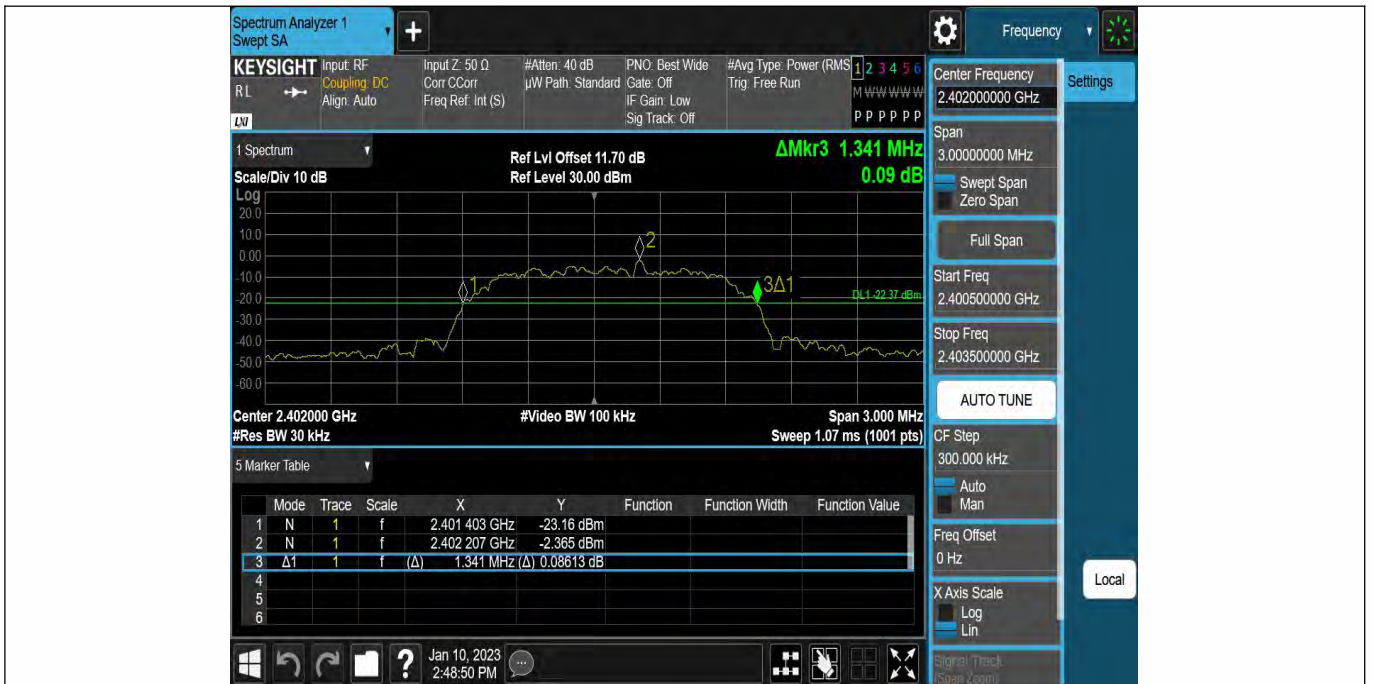 Spectrum Analyzer 1
Swept SA
+
Frequency
KEYSIGHT
RL
LXI
Input: RF
Coupling: DC
Align: Auto
Input Z: 50 Ω
Corr CCorr
Freq Ref: Int (S)
#Atten: 40 dB
µW Path: Standard
PNO: Best Wide
Gate: Off
IF Gain: Low
Sig Track: Off
#Avg Type: Power (RMS
Trig: Free Run
1 2 3 4 5 6
M W W W W W
P P P P P P
Center Frequency
2.402000000 GHz
Settings
Span
3.00000000 MHz
Swept Span
Zero Span
Full Span
Start Freq
2.400500000 GHz
Stop Freq
2.403500000 GHz
AUTO TUNE
CF Step
300.000 kHz
Auto
Man
Freq Offset
0 Hz
X Axis Scale
Log
Lin
Signal Track
(Span Zoom)
Local
1 Spectrum
Scale/Div 10 dB
Ref Lvl Offset 11.70 dB
Ref Level 30.00 dBm
ΔMkr3 1.341 MHz
0.09 dB
Log
20.0
10.0
0.00
-10.0
-20.0
-30.0
-40.0
-50.0
-60.0
1
2
3Δ1
DL1 -22.37 dBm
Center 2.402000 GHz
#Video BW 100 kHz
Span 3.000 MHz
#Res BW 30 kHz
Sweep 1.07 ms (1001 pts)
5 Marker Table
Mode Trace Scale X Y Function Function Width Function Value
1 N 1 f 2.401 403 GHz -23.16 dBm
2 N 1 f 2.402 207 GHz -2.365 dBm
3 Δ1 1 f (Δ) 1.341 MHz (Δ) 0.08613 dB
4
5
6
?
Jan 10, 2023
2:48:50 PM